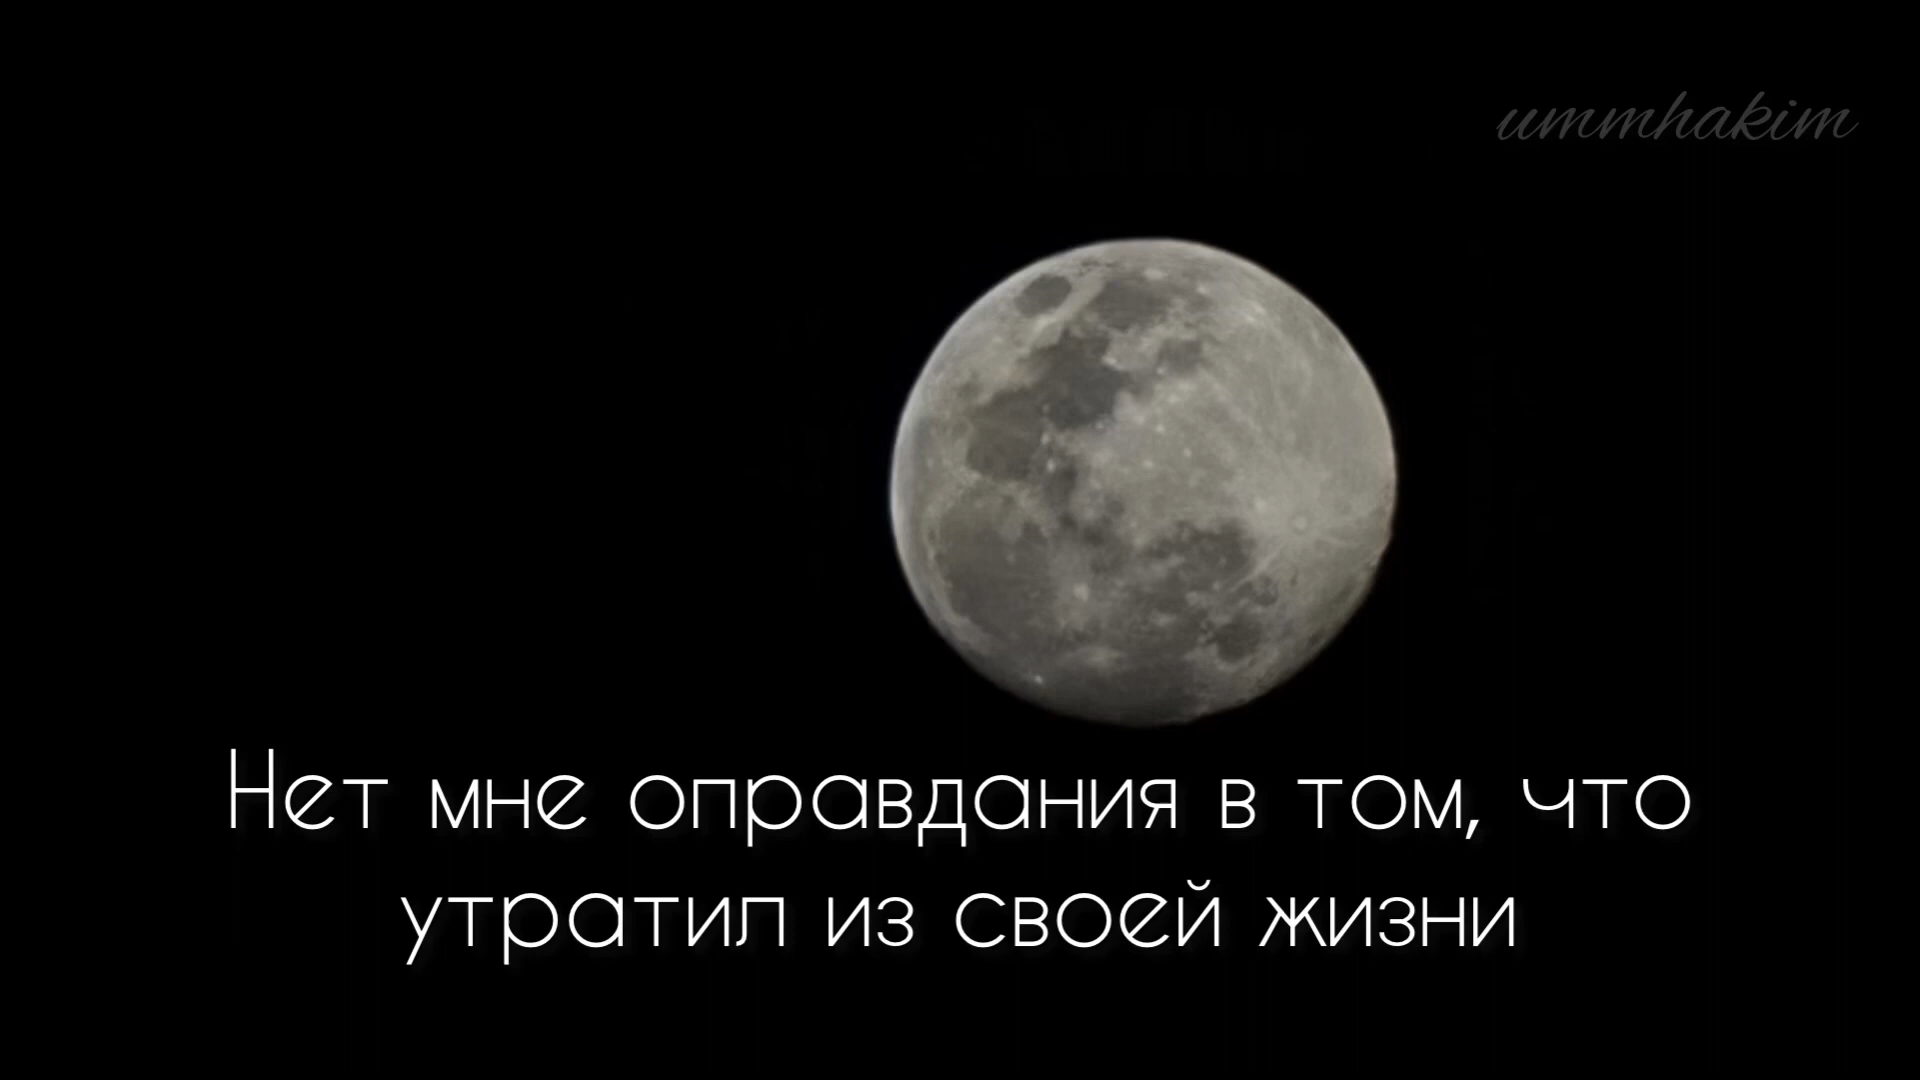 ummhakim
Нет мне оправдания в том, что
утратил из своей жизни